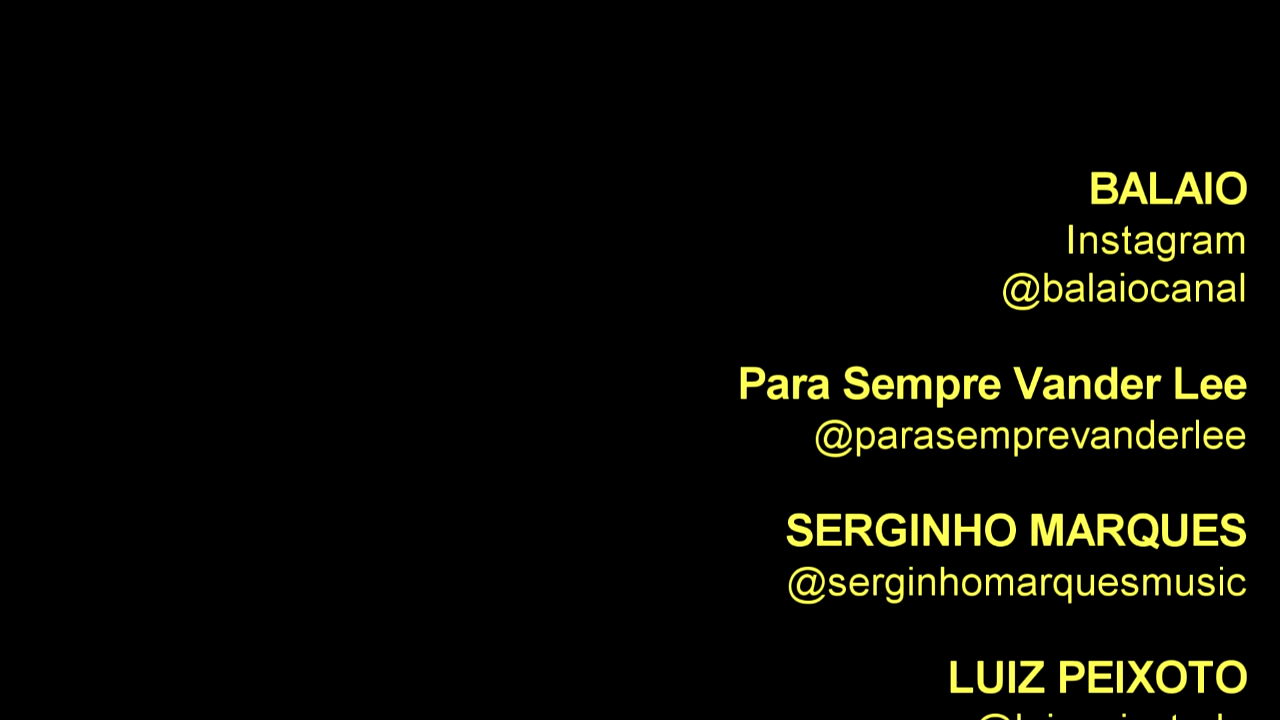 BALAIO
Instagram
@balaiocanal
Para Sempre Vander Lee
@parasemprevanderlee
SERGINHO MARQUES
@serginhomarquesmusic
LUIZ PEIXOTO